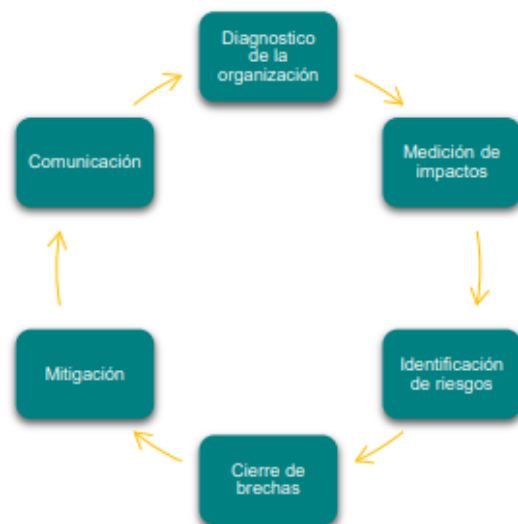 Diagnostico
de la
organización
Medición de
impactos
Identificación
de riesgos
Cierre de
brechas
Mitigación
Comunicación